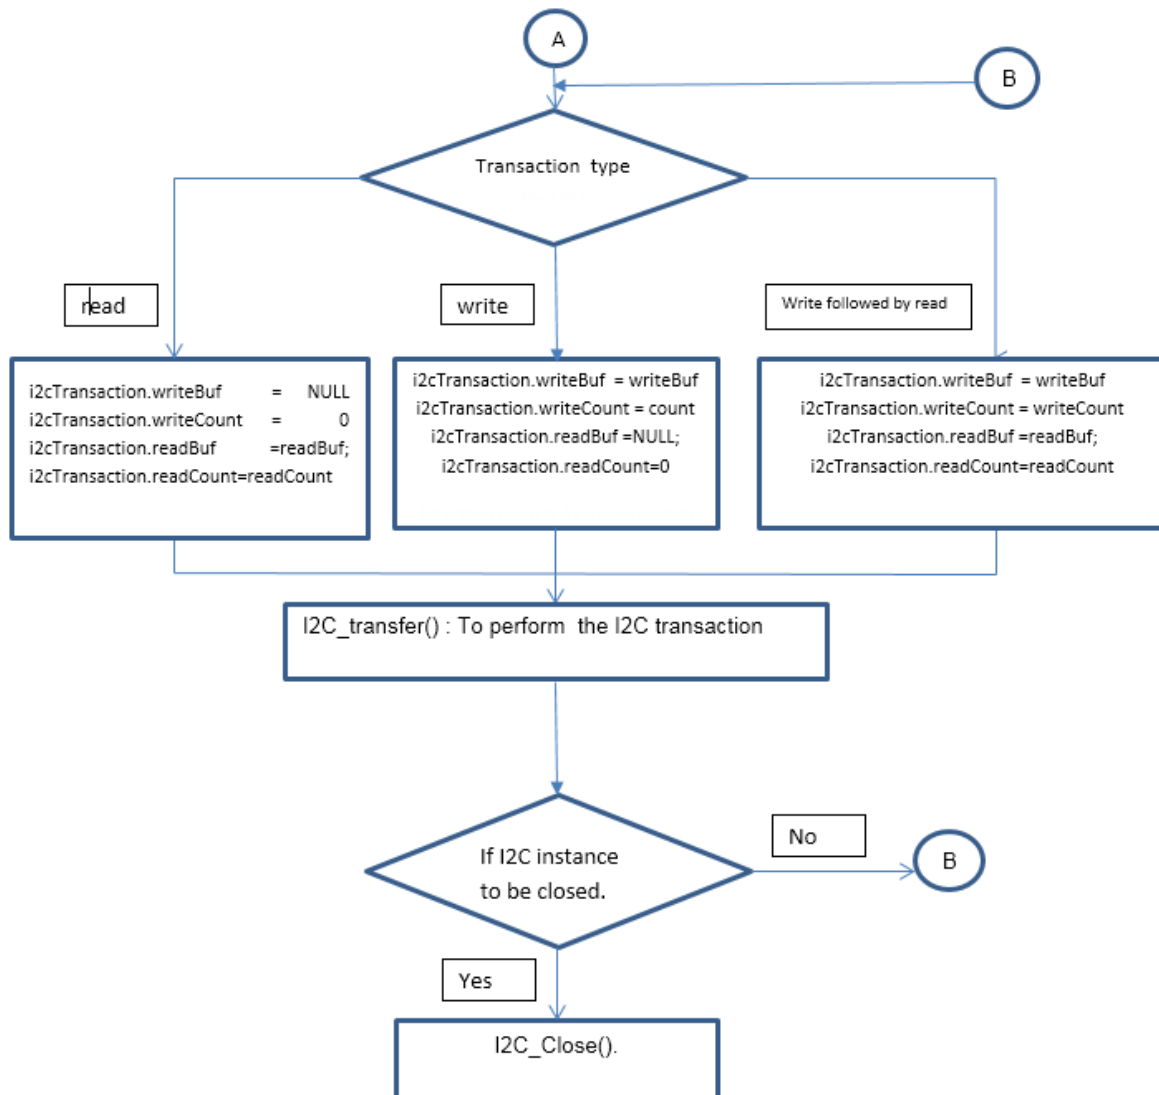 A
B
Transaction type
read
write
Write followed by read
i2cTransaction.writeBuf = NULL
i2cTransaction.writeCount = 0
i2cTransaction.readBuf =readBuf;
i2cTransaction.readCount=readCount
i2cTransaction.writeBuf = writeBuf
i2cTransaction.writeCount = count
i2cTransaction.readBuf =NULL;
i2cTransaction.readCount=0
i2cTransaction.writeBuf = writeBuf
i2cTransaction.writeCount = writeCount
i2cTransaction.readBuf =readBuf;
i2cTransaction.readCount=readCount
I2C_transfer() : To perform the I2C transaction
If I2C instance
to be closed.
No
B
Yes
I2C_Close().